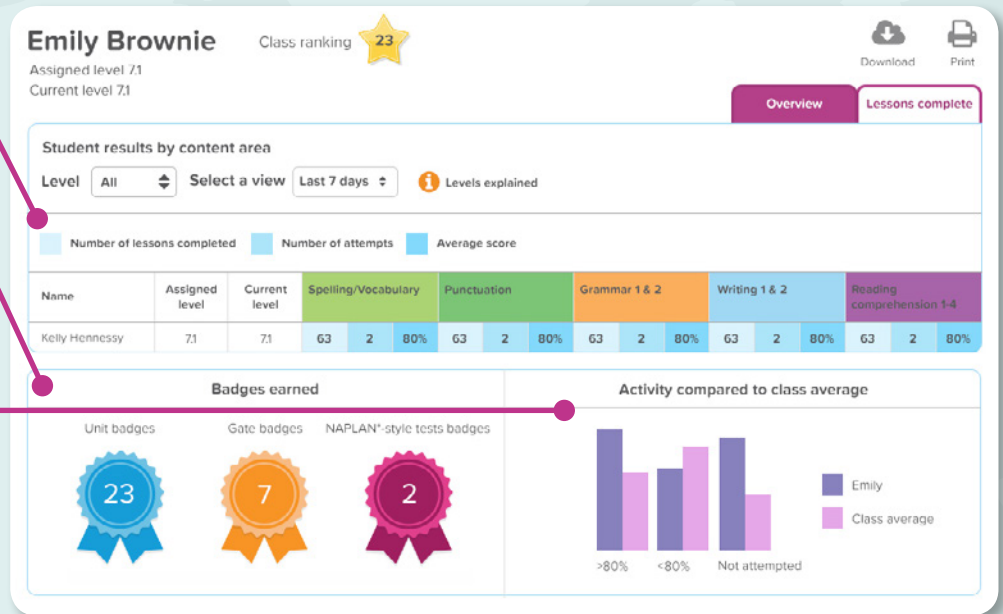 Emily Brownie
Class ranking 23
Download
Print
Assigned level 7.1
Current level 7.1
Overview
Lessons complete
Student results by content area
Level All Select a view Last 7 days i Levels explained
Number of lessons completed Number of attempts Average score
Name Assigned level Current level Spelling/Vocabulary Punctuation Grammar 1 & 2 Writing 1 & 2 Reading comprehension 1-4
Kelly Hennessy 7.1 7.1 63 2 80% 63 2 80% 63 2 80% 63 2 80% 63 2 80%
Badges earned
Unit badges Gate badges NAPLAN*-style tests badges
23 7 2
Activity compared to class average
Emily
Class average
>80% <80% Not attempted